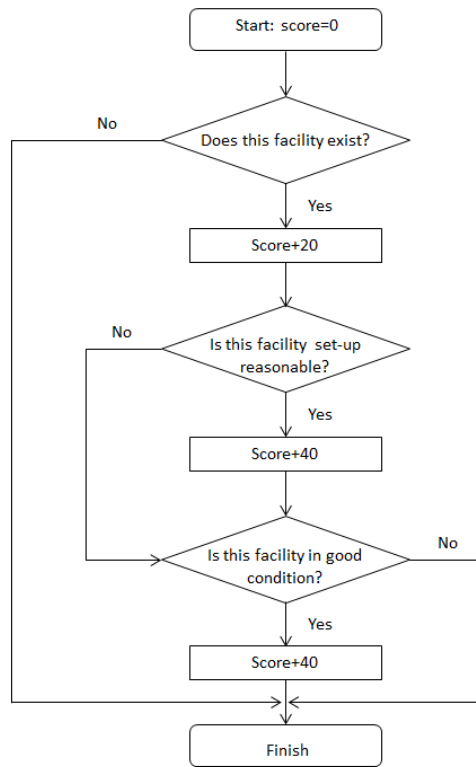 Start: score=0
No
Does this facility exist?
Yes
Score+20
No
Is this facility set-up
reasonable?
Yes
Score+40
Is this facility in good
condition?
No
Yes
Score+40
Finish